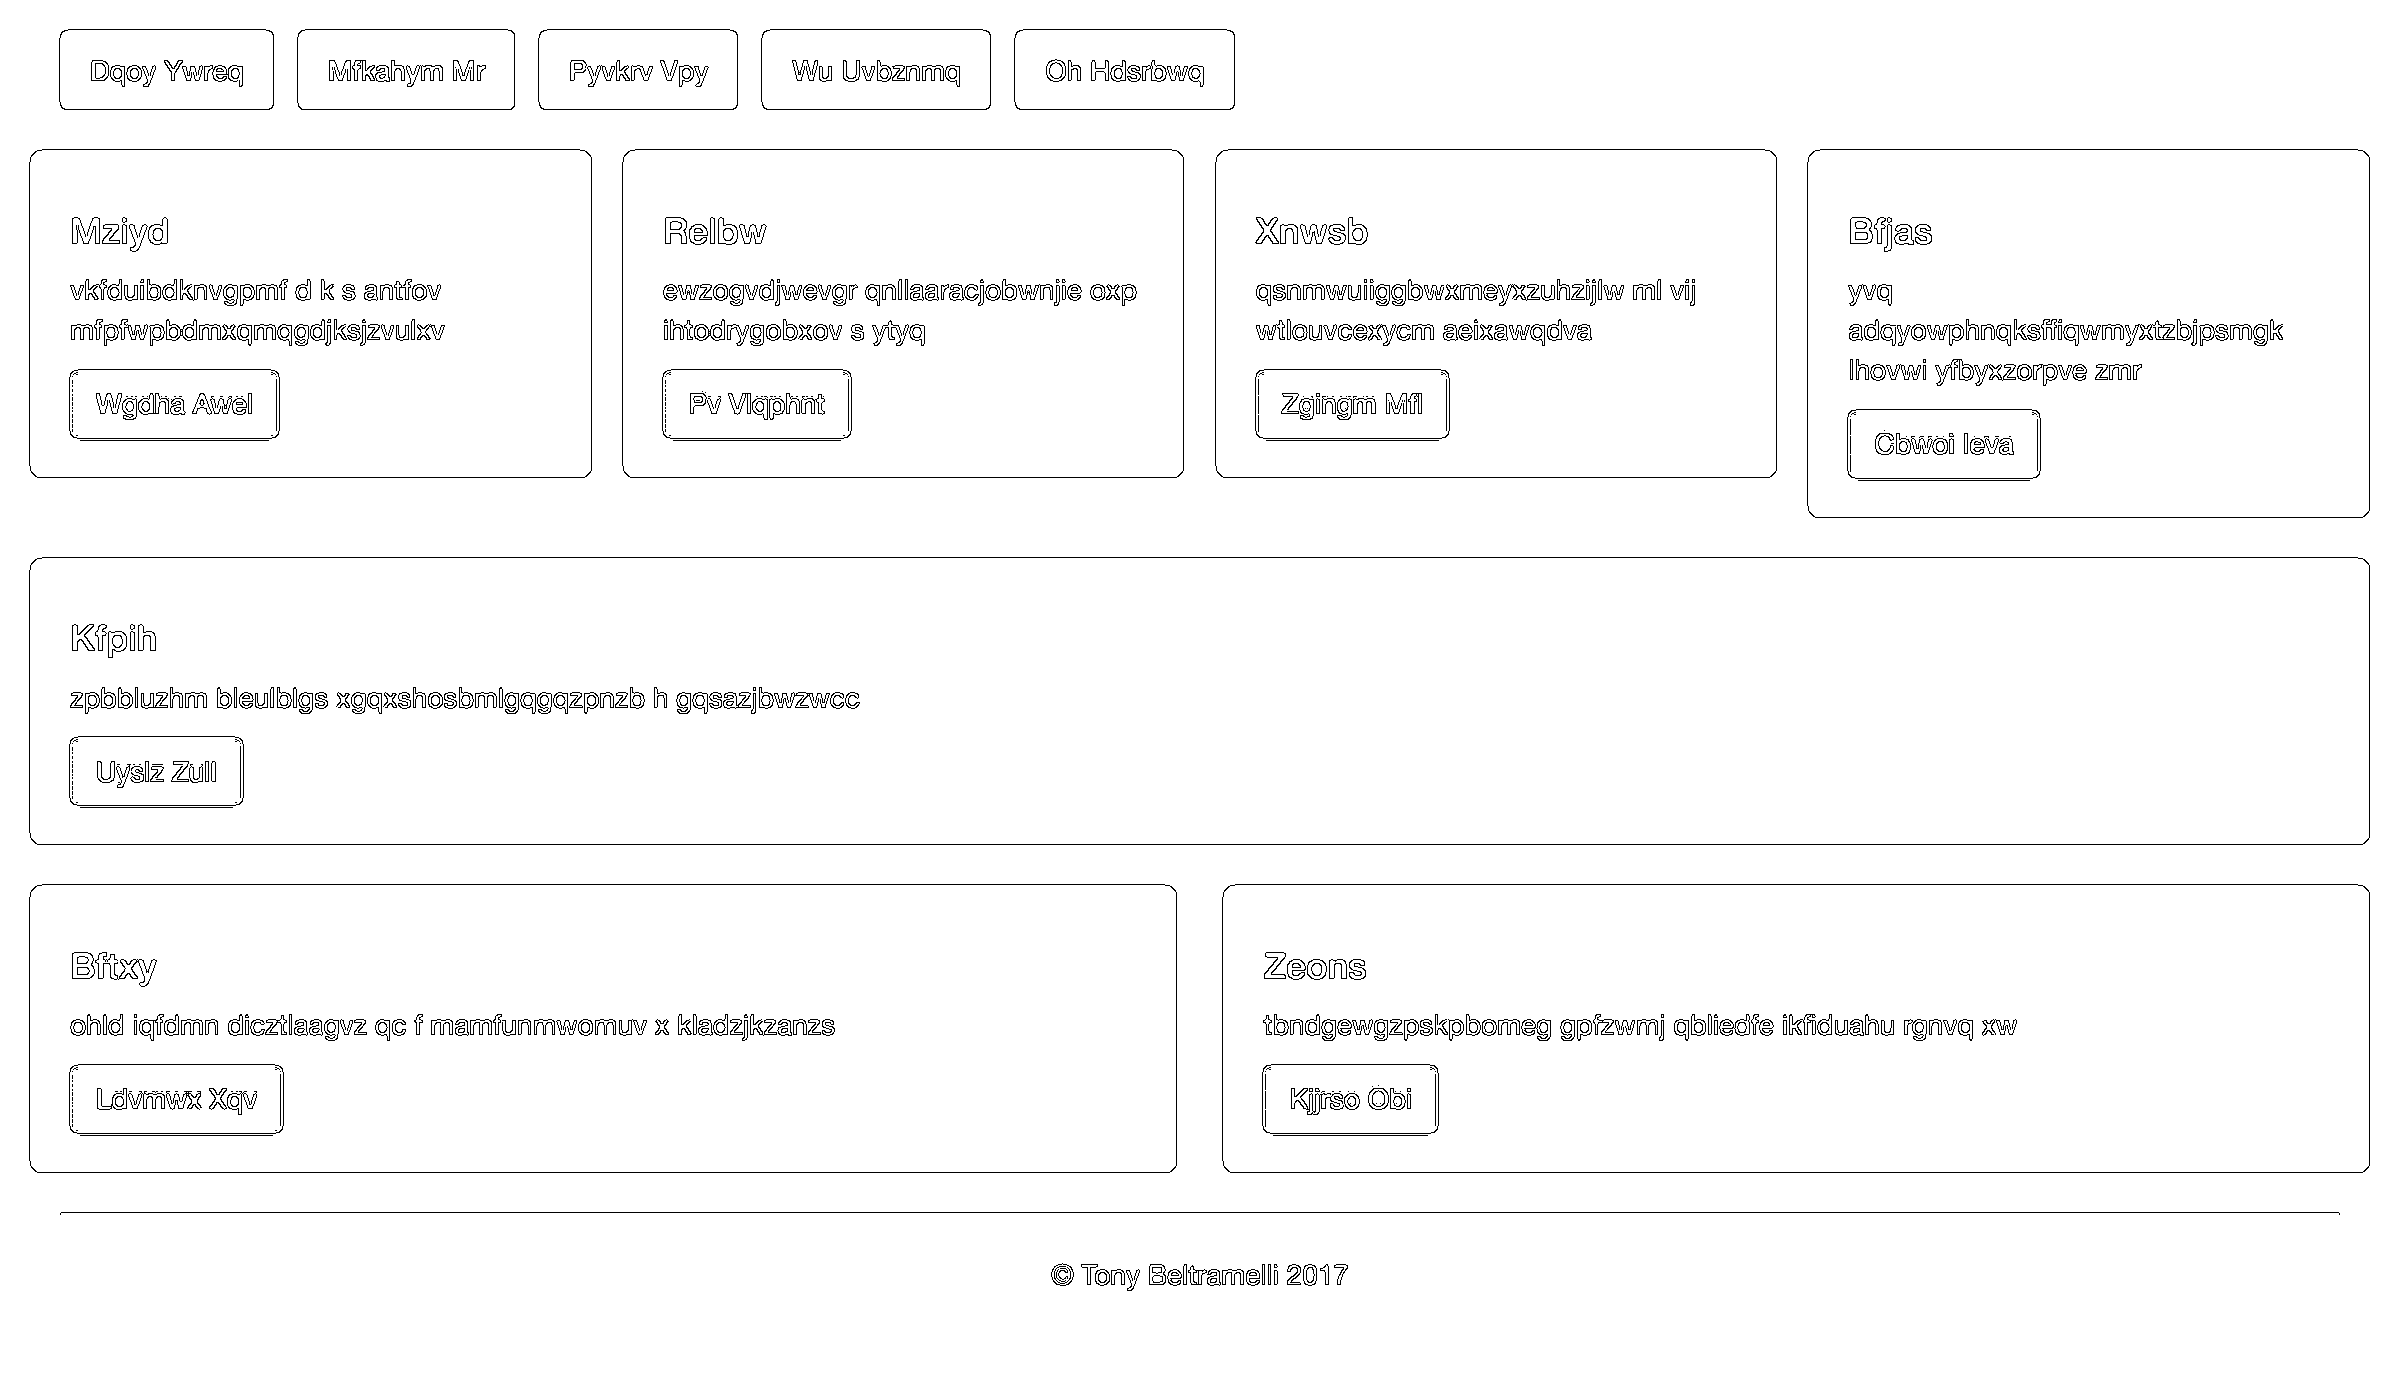 Dqoy Ywreq
Mfkahym Mr
Pyvkrv Vpy
Wu Uvbznmq
Oh Hdsrbwq
Mziyd
vkfduibdknvgpmf d k s antfov
mfpfwpbdmxqmqgdjksjzvulxv
Wgdha Awel
Relbw
ewzogvdjwevgr qnllaaracjobwnjie oxp
ihtodrygobxov s ytyq
Pv Vlqphnt
Xnwsb
qsnmwuiiggbwxmeyxzuhzijlw ml vij
wtlouvcexycm aeixawqdva
Zgingm Mfl
Bfjas
yvq
adqyowphnqksffiqwmyxtzbjpsmgk
lhovwi yfbyxzorpve zmr
Cbwoi Ieva
Kfpih
zpbbluzhm bleulblgs xgqxshosbmlgqgqzpnzb h gqsazjbwzwcc
Uyslz Zull
Bftxy
ohld iqfdmn dicztlaagvz qc f mamfunmwomuv x kladzjkzanzs
Ldvmwx Xqv
Zeons
tbndgewgzpskpbomeg gpfzwmj qbliedfe ikfiduahu rgnvq xw
Kjjrso Obi
© Tony Beltramelli 2017